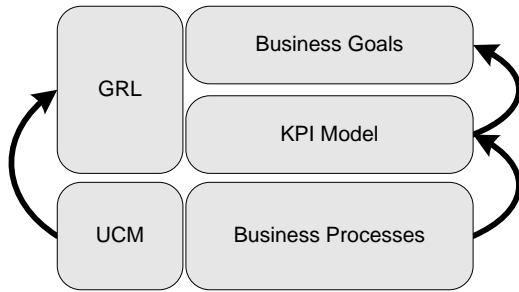 Business Goals
GRL
KPI Model
UCM
Business Processes